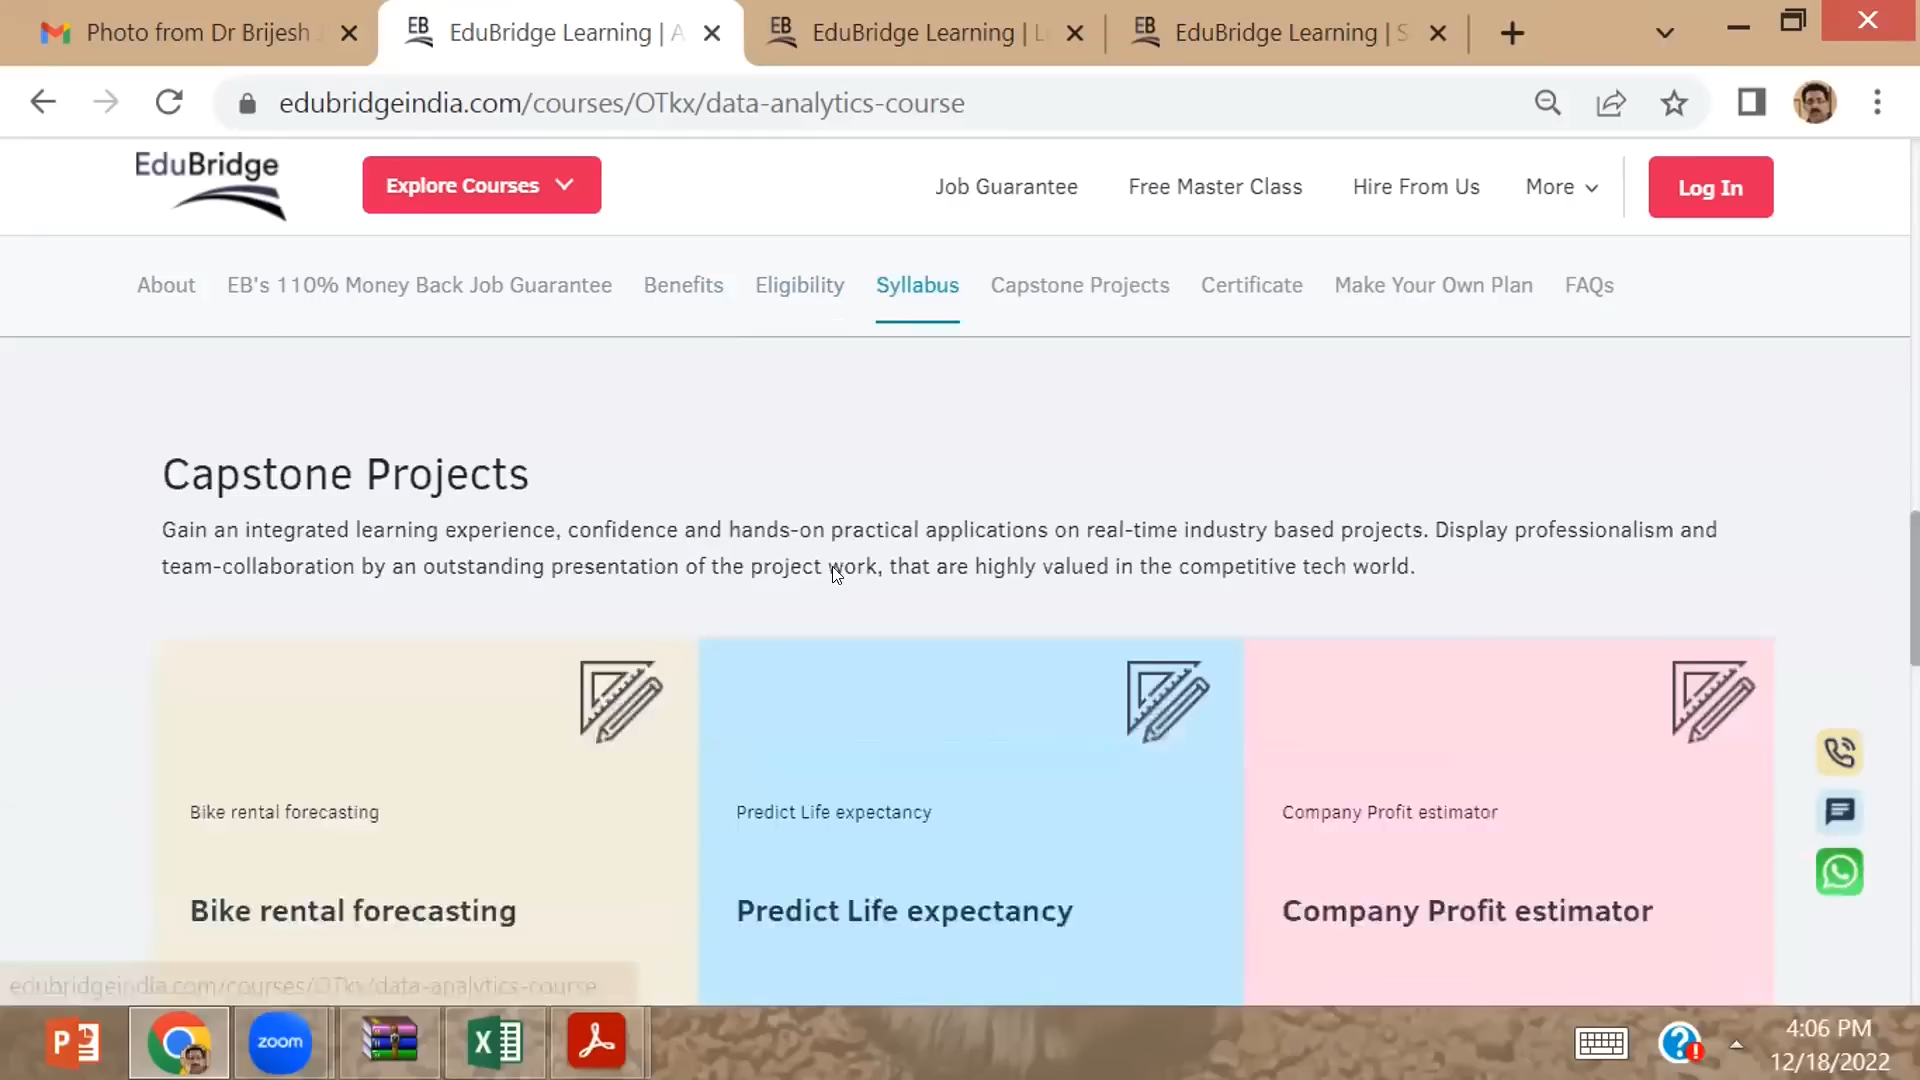 Photo from Dr Brijesh
EduBridge Learning | A
EduBridge Learning | L
EduBridge Learning | S
edubridgeindia.com/courses/OTkx/data-analytics-course
EduBridge
Explore Courses
Job Guarantee
Free Master Class
Hire From Us
More
Log In
About
EB's 110% Money Back Job Guarantee
Benefits
Eligibility
Syllabus
Capstone Projects
Certificate
Make Your Own Plan
FAQs
Capstone Projects
Gain an integrated learning experience, confidence and hands-on practical applications on real-time industry based projects. Display professionalism and
team-collaboration by an outstanding presentation of the project work, that are highly valued in the competitive tech world.
Bike rental forecasting
Predict Life expectancy
Company Profit estimator
Bike rental forecasting
Predict Life expectancy
Company Profit estimator
edubridgeindia.com/courses/OTkx/data-analytics-course
zoom
4:06 PM
12/18/2022